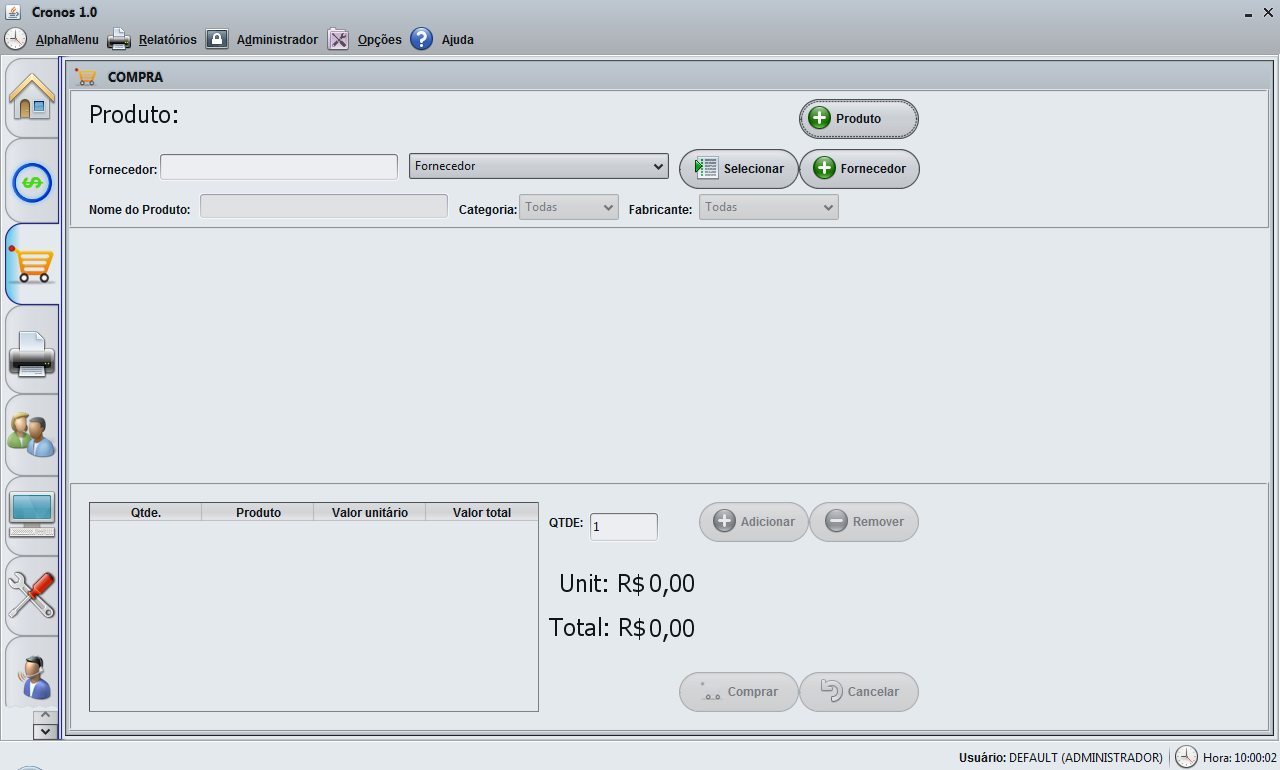 Cronos 1.0
AlphaMenu Relatórios Administrador Opções Ajuda
COMPRA
Produto:
Produto
Fornecedor: Fornecedor Selecionar Fornecedor
Nome do Produto: Categoria: Todas Fabricante: Todas
Qtde. Produto Valor unitário Valor total
QTDE: 1 Adicionar Remover
Unit: R$ 0,00
Total: R$ 0,00
Comprar Cancelar
Usuário: DEFAULT (ADMINISTRADOR) Hora: 10:00:02